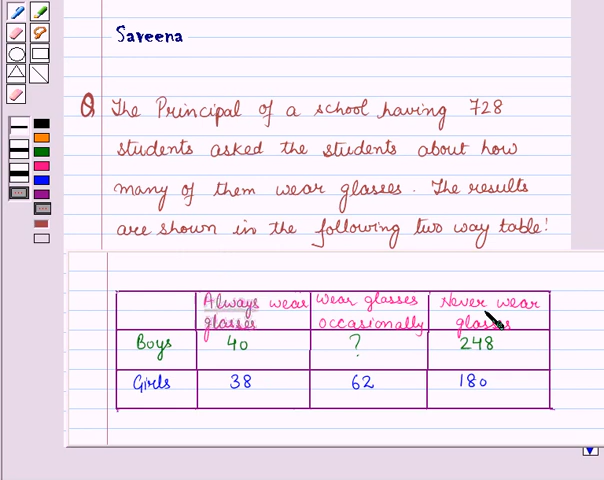 Saveena
Q The Principal of a school having 728
students asked the students about how
many of them wear glasses. The results
are shown in the following two way table:
Always wear glasses Wear glasses occasionally Never wear glasses
Boys 40 ? 248
Girls 38 62 180